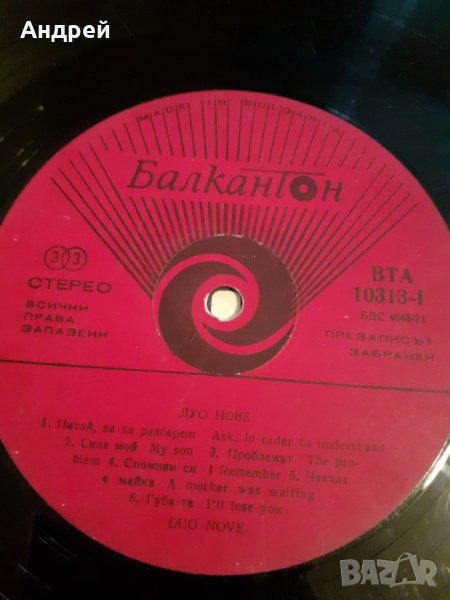 Андрей
MADE IN BULGARIA
Балкантон
33
СТЕРЕО
ВСИЧКИ
ПРАВА
ЗАПАЗЕНИ
ВТА
10313-I
БДС 4648-71
ПРЕЗАПИСЪТ
ЗАБРАНЕН
ДУО НОВЕ
1. Питай, за да разберет Ask, in order to understand
2. Сине мой My son 3. Проблемът The pro-
blem 4. Спомням си I Remember 5. Чакала
е майка A mother was waiting
6. Губя те I'll lose you
DUO NOVE
BAZAR